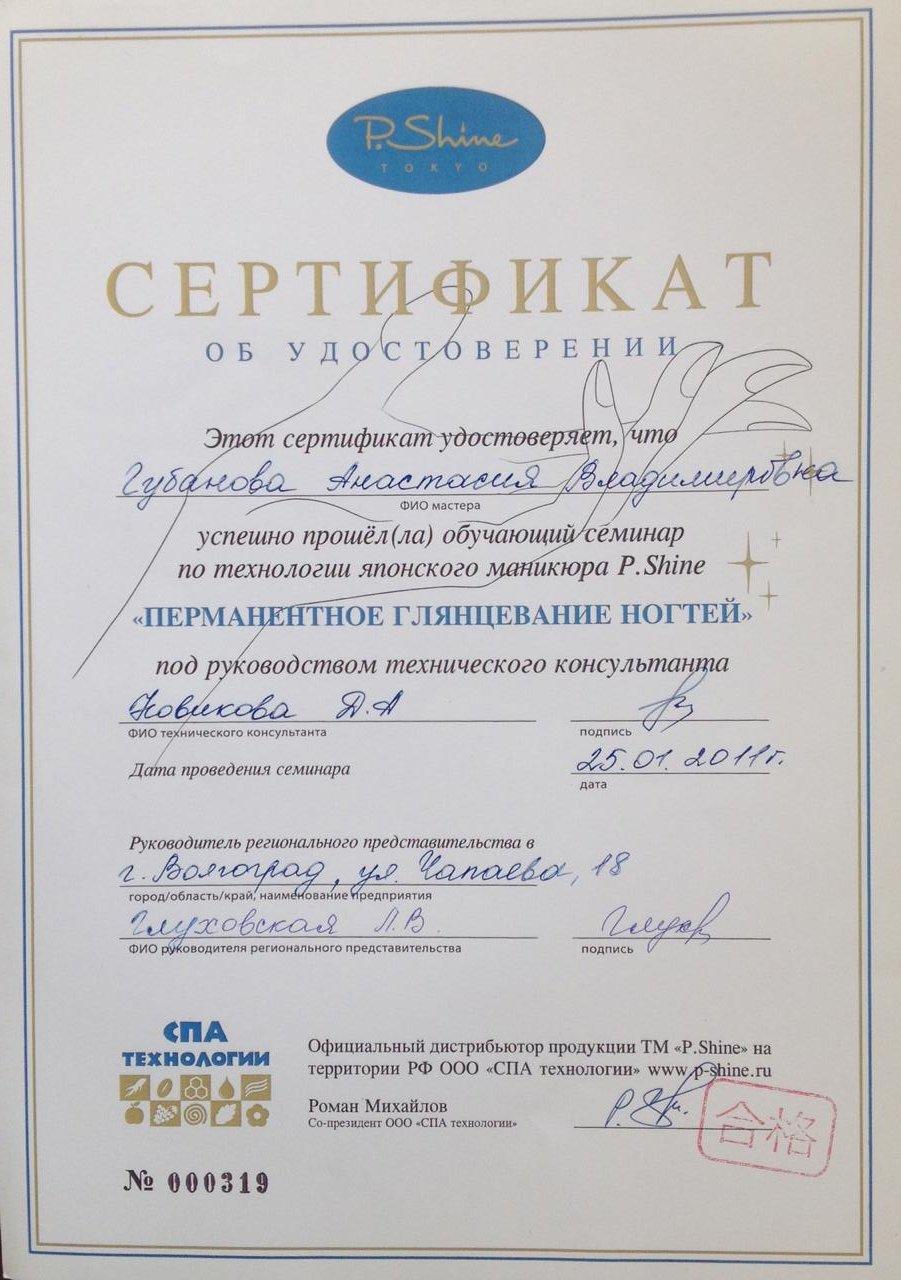 P.Shine
TOKYO
СЕРТИФИКАТ
ОБ УДОСТОВЕРЕНИИ
Этот сертификат удостоверяет, что
Губанова Анастасия Владимировна
ФИО мастера
успешно прошёл(ла) обучающий семинар
по технологии японского маникюра P.Shine
«ПЕРМАНЕНТНОЕ ГЛЯНЦЕВАНИЕ НОГТЕЙ»
под руководством технического консультанта
Новикова Д.А
ФИО технического консультанта
подпись
25.01.2011г.
Дата проведения семинара
дата
Руководитель регионального представительства в
г. Волгоград, ул. Чапаева, 18
город/область/край, наименование предприятия
Глуховская Л.В.
ФИО руководителя регионального представительства
подпись
СПА
ТЕХНОЛОГИИ
Официальный дистрибьютор продукции ТМ «P.Shine» на
территории РФ ООО «СПА технологии» www.p-shine.ru
Роман Михайлов
Со-президент ООО «СПА технологии»
合格
№ 000319